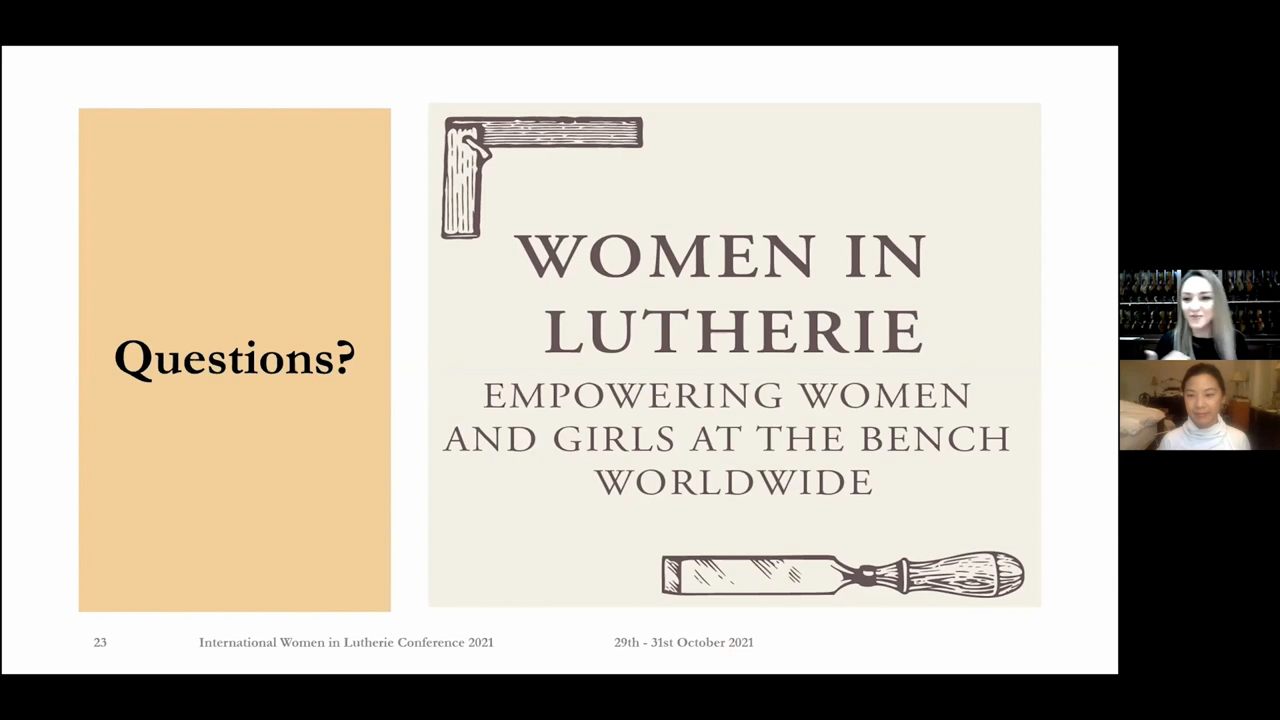 Questions?
WOMEN IN
LUTHERIE
EMPOWERING WOMEN
AND GIRLS AT THE BENCH
WORLDWIDE
23
International Women in Lutherie Conference 2021
29th - 31st October 2021